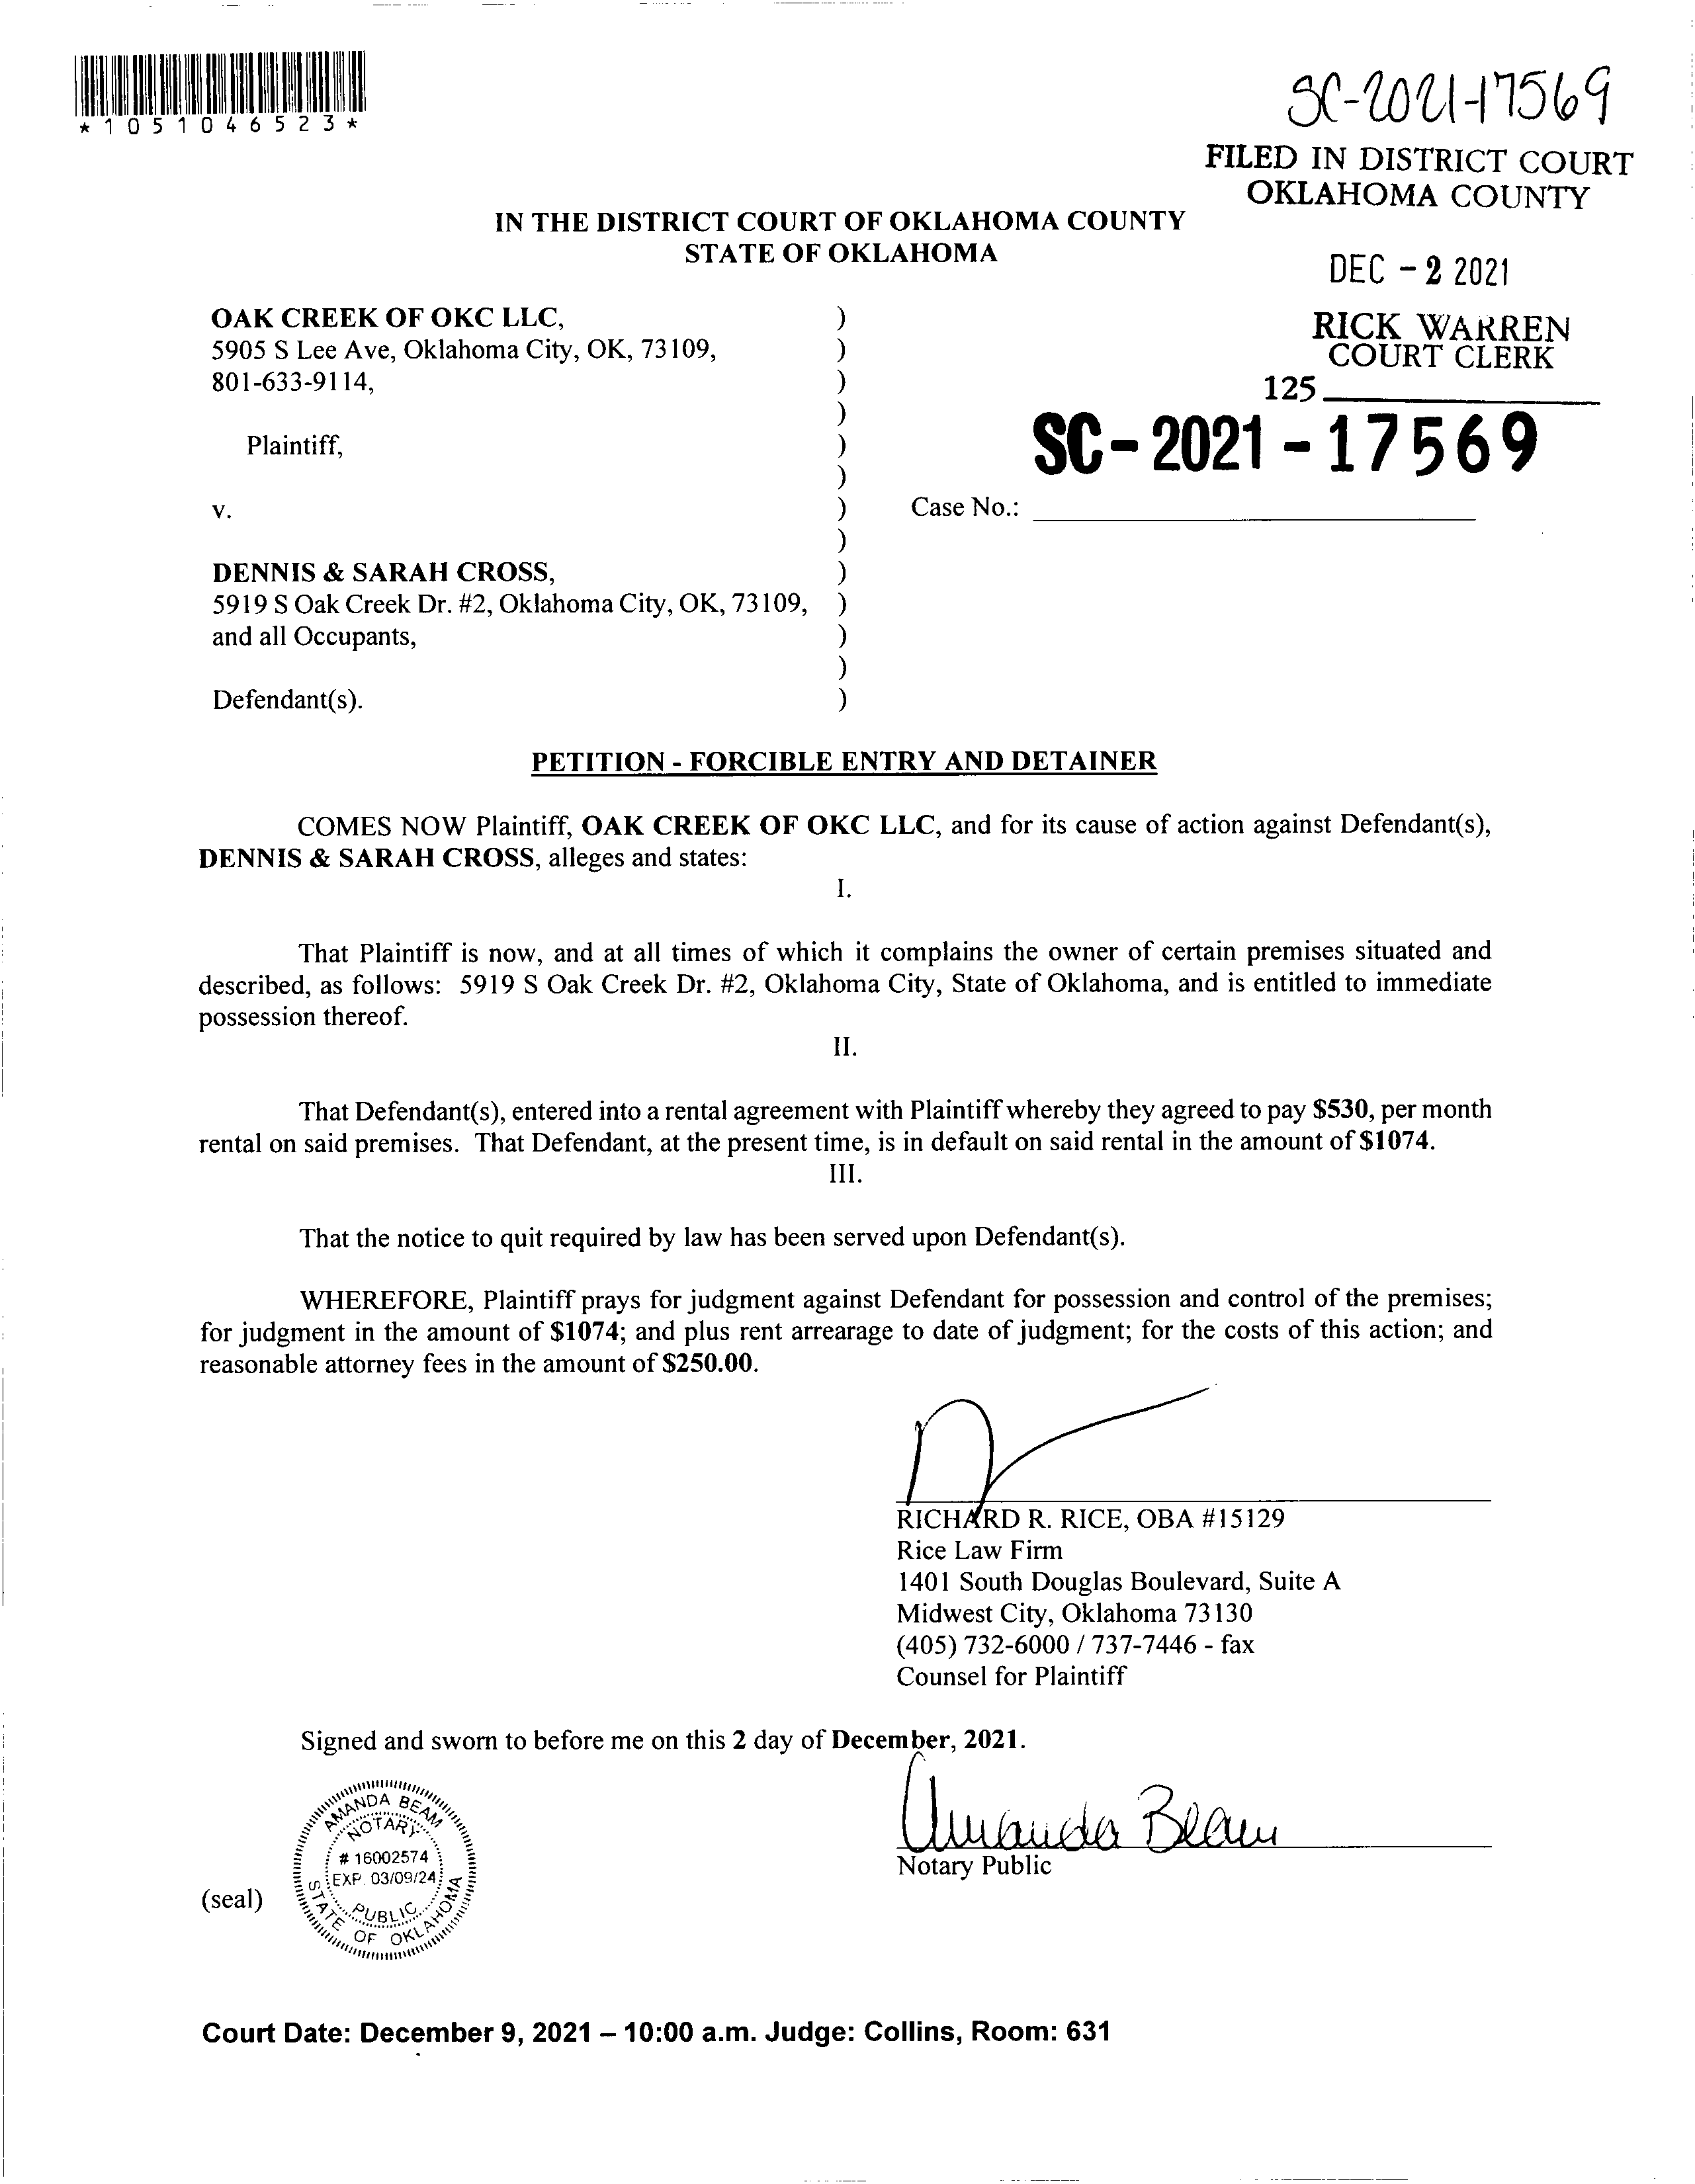 *1051046523*
SC-2021-17569
FILED IN DISTRICT COURT
OKLAHOMA COUNTY
IN THE DISTRICT COURT OF OKLAHOMA COUNTY
STATE OF OKLAHOMA
DEC - 2 2021
RICK WARREN
COURT CLERK
125
SC-2021-17569
OAK CREEK OF OKC LLC, )
5905 S Lee Ave, Oklahoma City, OK, 73109, )
801-633-9114, )
)
Plaintiff, )
)
v. ) Case No.:
)
DENNIS & SARAH CROSS, )
5919 S Oak Creek Dr. #2, Oklahoma City, OK, 73109, )
and all Occupants, )
)
Defendant(s). )
PETITION - FORCIBLE ENTRY AND DETAINER
COMES NOW Plaintiff, OAK CREEK OF OKC LLC, and for its cause of action against Defendant(s),
DENNIS & SARAH CROSS, alleges and states:
I.
That Plaintiff is now, and at all times of which it complains the owner of certain premises situated and
described, as follows: 5919 S Oak Creek Dr. #2, Oklahoma City, State of Oklahoma, and is entitled to immediate
possession thereof.
II.
That Defendant(s), entered into a rental agreement with Plaintiff whereby they agreed to pay $530, per month
rental on said premises. That Defendant, at the present time, is in default on said rental in the amount of $1074.
III.
That the notice to quit required by law has been served upon Defendant(s).
WHEREFORE, Plaintiff prays for judgment against Defendant for possession and control of the premises;
for judgment in the amount of $1074; and plus rent arrearage to date of judgment; for the costs of this action; and
reasonable attorney fees in the amount of $250.00.
RICHARD R. RICE, OBA #15129
Rice Law Firm
1401 South Douglas Boulevard, Suite A
Midwest City, Oklahoma 73130
(405) 732-6000 / 737-7446 - fax
Counsel for Plaintiff
Signed and sworn to before me on this 2 day of December, 2021.
Amanda Beam
Notary Public
(seal)
AMANDA BEAM
NOTARY
# 16002574
EXP. 03/09/24
PUBLIC
STATE OF OKLAHOMA
Court Date: December 9, 2021 – 10:00 a.m. Judge: Collins, Room: 631